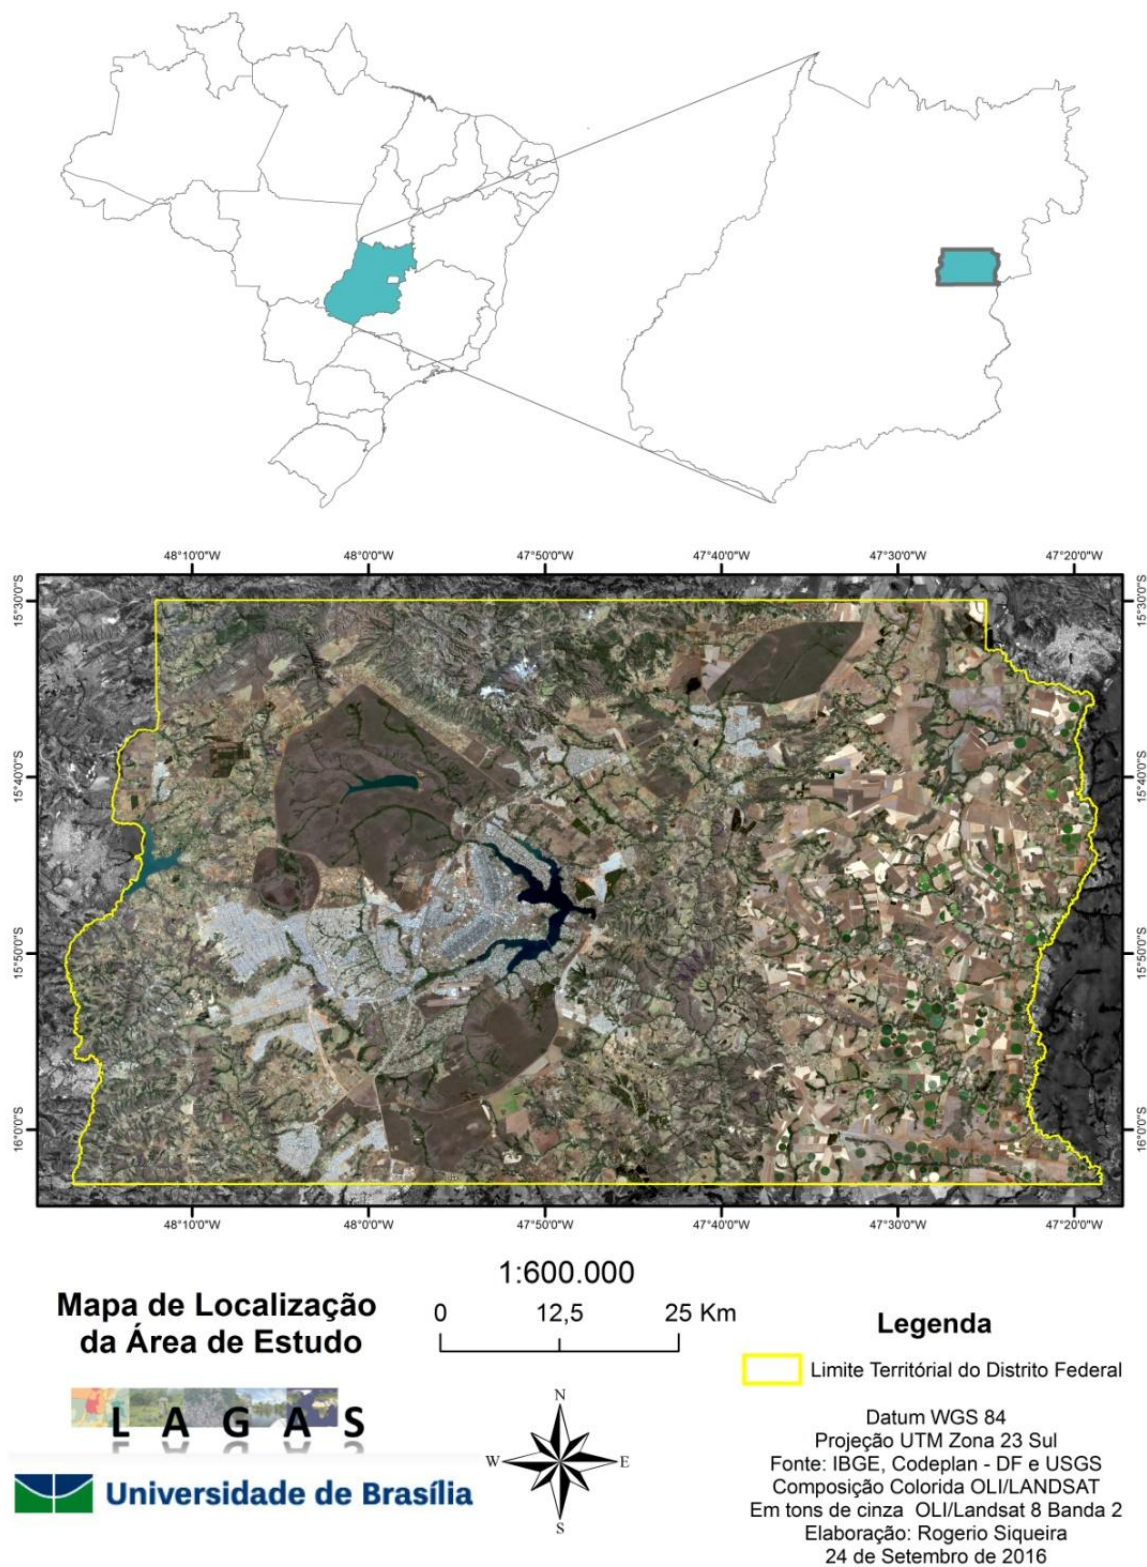 48°10'0"W 48°0'0"W 47°50'0"W 47°40'0"W 47°30'0"W 47°20'0"W
15°30'0"S 15°30'0"S
15°40'0"S 15°40'0"S
15°50'0"S 15°50'0"S
16°0'0"S 16°0'0"S
48°10'0"W 48°0'0"W 47°50'0"W 47°40'0"W 47°30'0"W 47°20'0"W
1:600.000
0 12,5 25 Km
Mapa de Localização
da Área de Estudo
LAGAS
Universidade de Brasília
N
W E
S
Legenda
Limite Territórial do Distrito Federal
Datum WGS 84
Projeção UTM Zona 23 Sul
Fonte: IBGE, Codeplan - DF e USGS
Composição Colorida OLI/LANDSAT
Em tons de cinza OLI/Landsat 8 Banda 2
Elaboração: Rogerio Siqueira
24 de Setembro de 2016